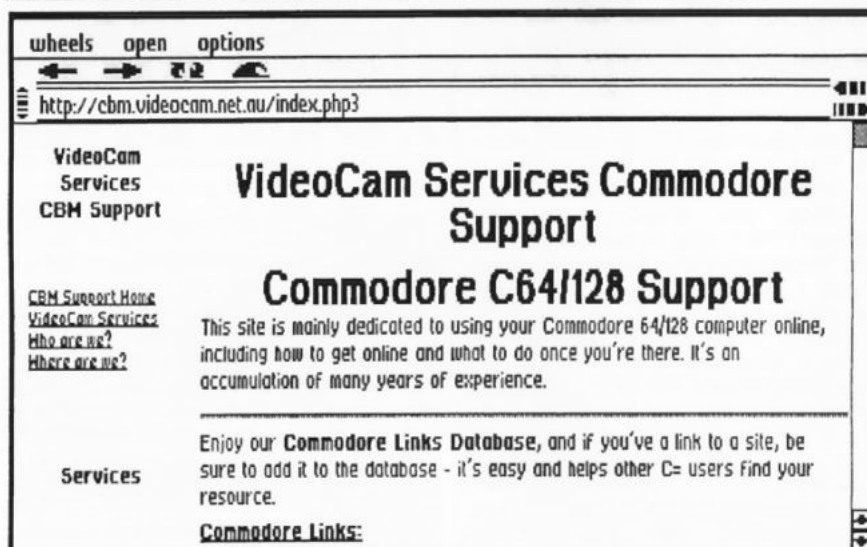 wheels open options
http://cbm.videocam.net.au/index.php3
VideoCam
Services
CBM Support
CBM Support Home
VideoCam Services
Who are we?
Where are we?
Services
VideoCam Services Commodore
Support
Commodore C64/128 Support
This site is mainly dedicated to using your Commodore 64/128 computer online,
including how to get online and what to do once you're there. It's an
accumulation of many years of experience.
Enjoy our Commodore Links Database, and if you've a link to a site, be
sure to add it to the database - it's easy and helps other C= users find your
resource.
Commodore Links: